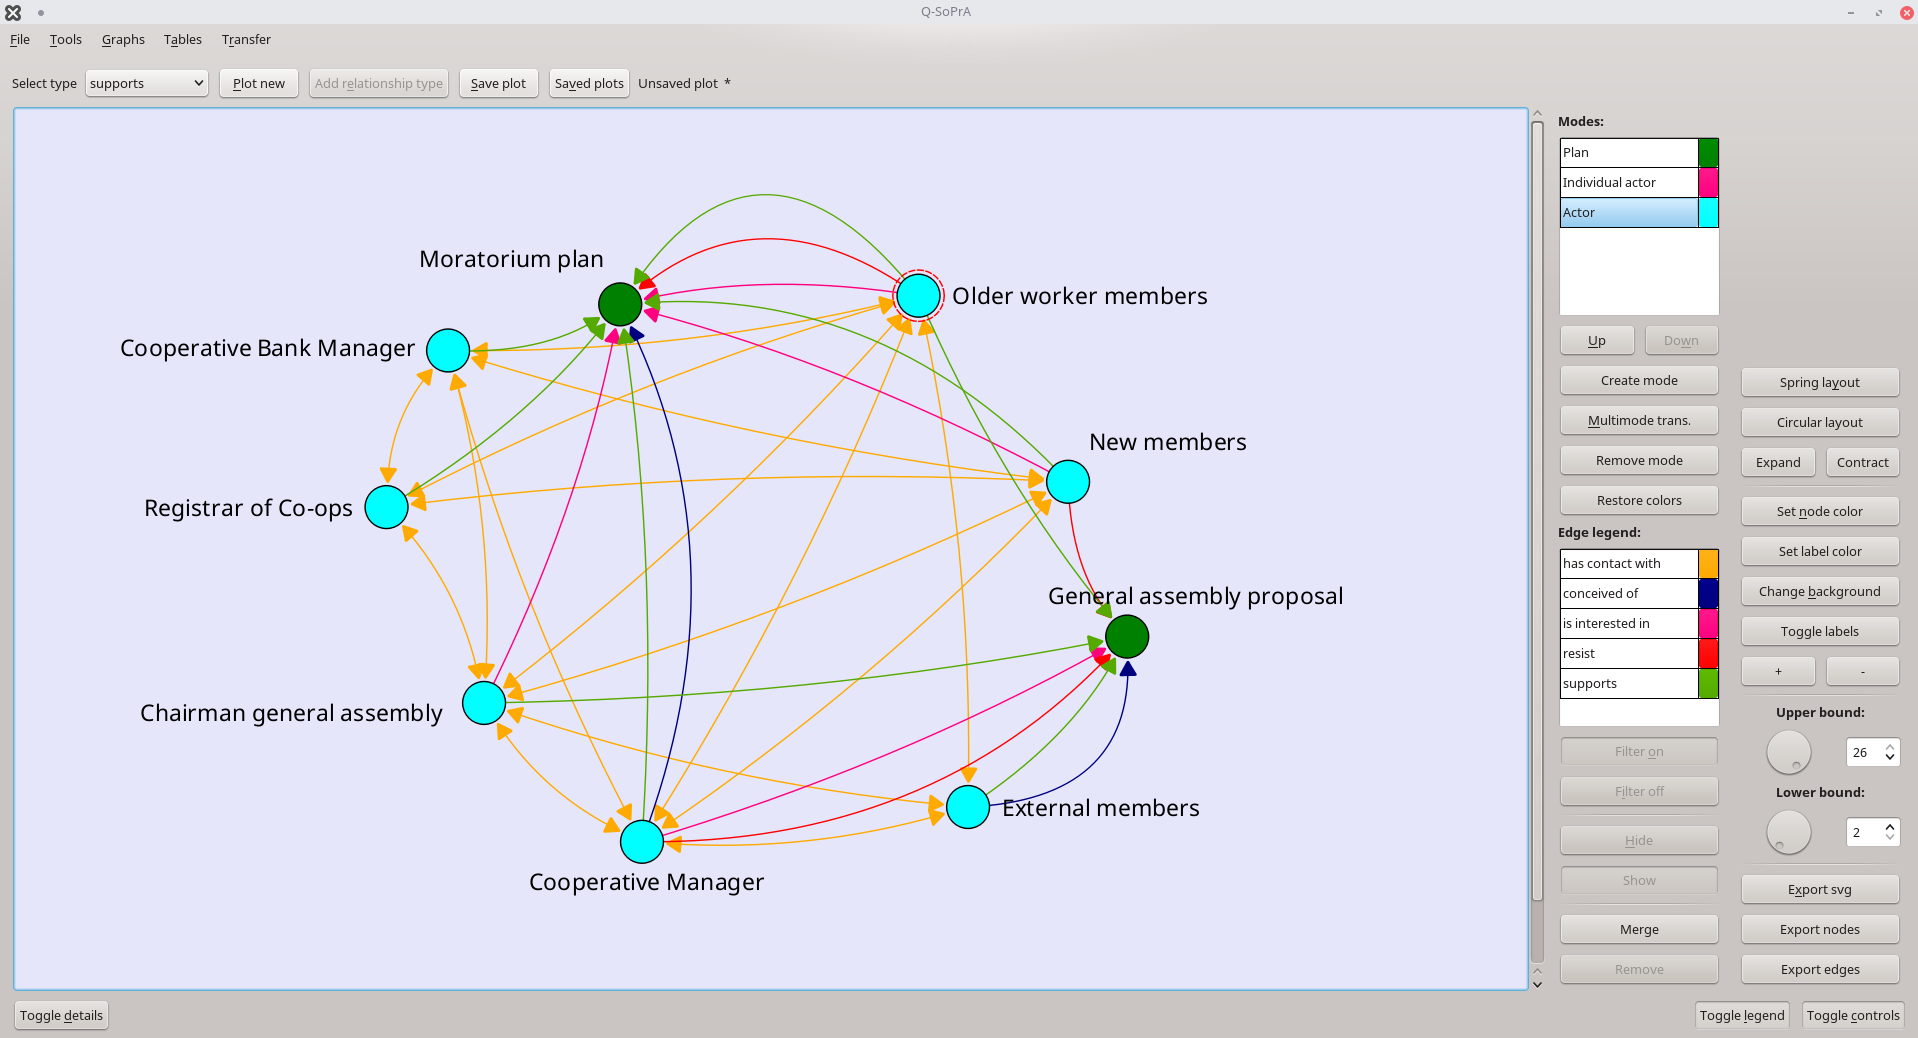 Q-SoPrA
File Tools Graphs Tables Transfer
Select type supports Plot new Add relationship type Save plot Saved plots Unsaved plot *
Modes:
Plan
Individual actor
Actor
Up Down
Create mode
Multimode trans.
Remove mode
Restore colors
Edge legend:
has contact with
conceived of
is interested in
resist
supports
Filter on
Filter off
Hide
Show
Merge
Remove
Spring layout
Circular layout
Expand Contract
Set node color
Set label color
Change background
Toggle labels
+ -
Upper bound:
26
Lower bound:
2
Export svg
Export nodes
Export edges
Moratorium plan
Older worker members
Cooperative Bank Manager
New members
Registrar of Co-ops
General assembly proposal
Chairman general assembly
External members
Cooperative Manager
Toggle details Toggle legend Toggle controls